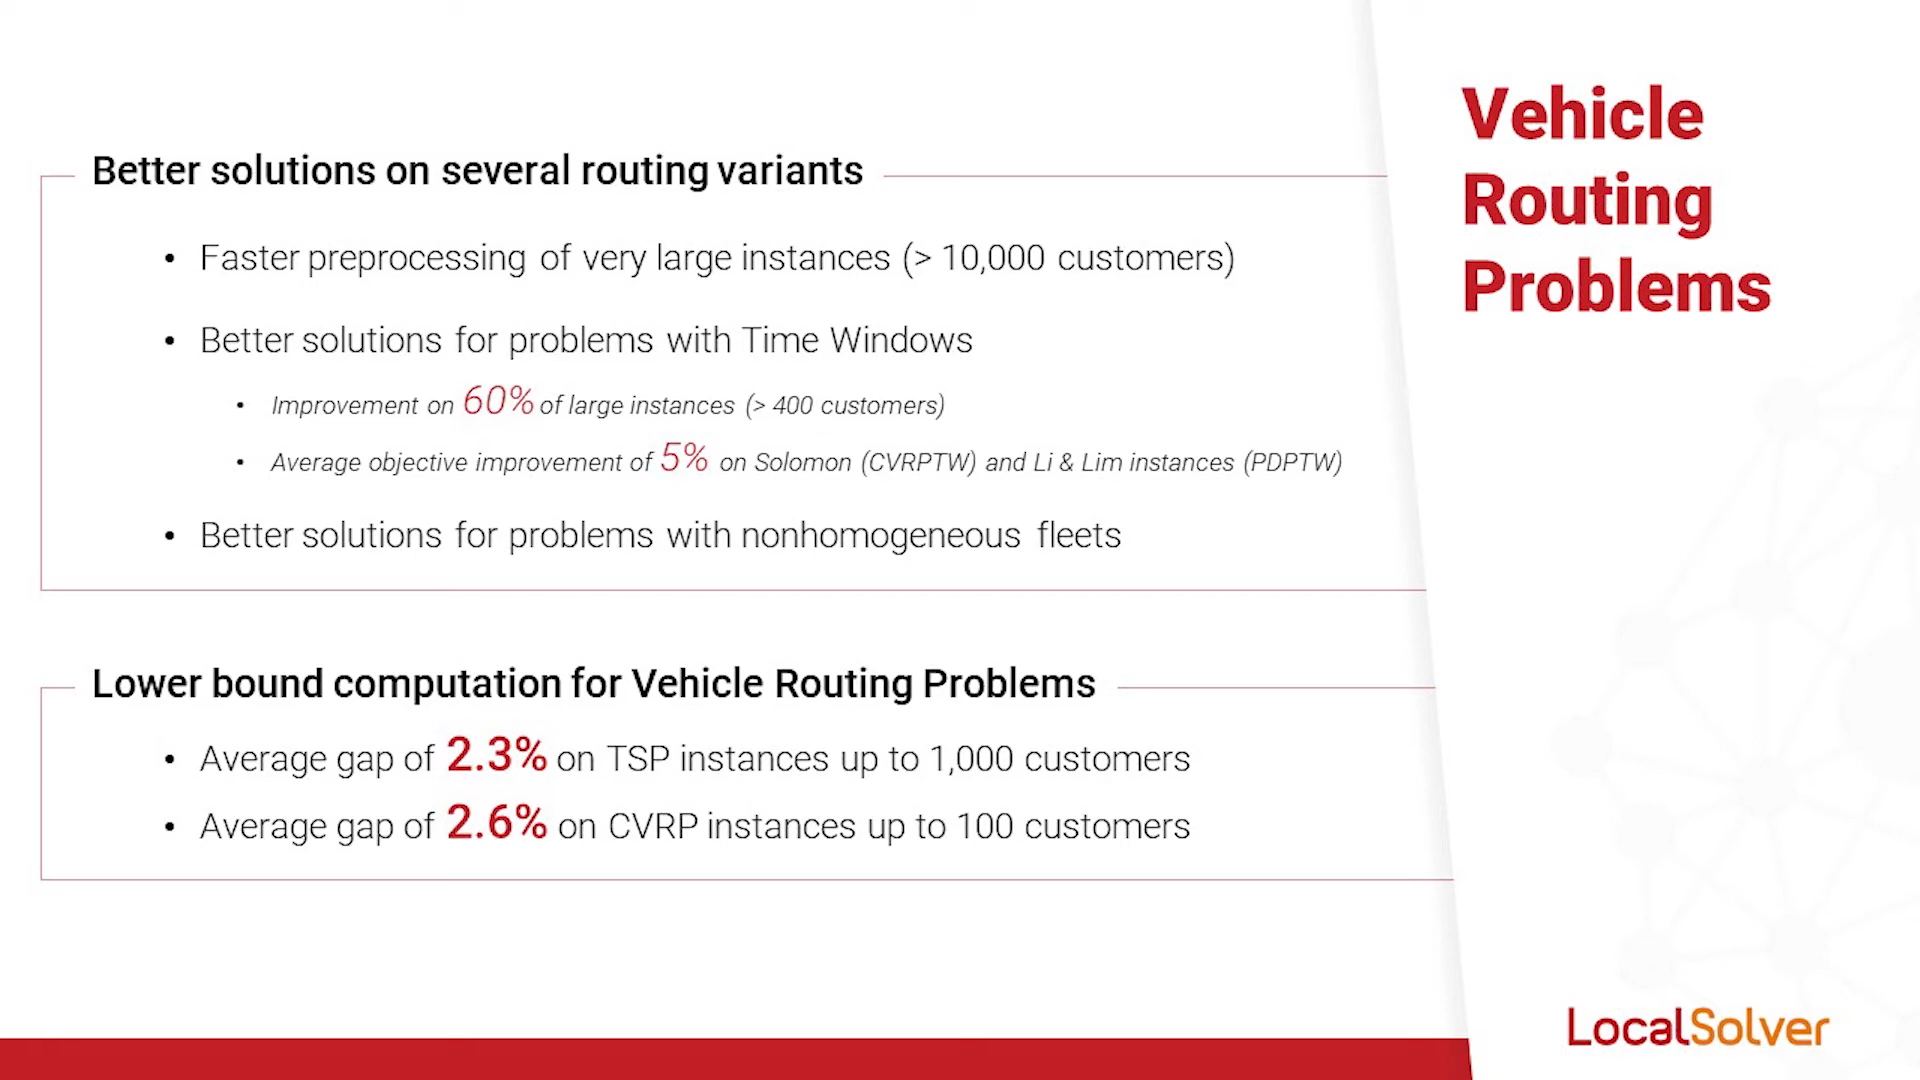 Vehicle
Routing
Problems
Better solutions on several routing variants
• Faster preprocessing of very large instances (> 10,000 customers)
• Better solutions for problems with Time Windows
• Improvement on 60% of large instances (> 400 customers)
• Average objective improvement of 5% on Solomon (CVRPTW) and Li & Lim instances (PDPTW)
• Better solutions for problems with nonhomogeneous fleets
Lower bound computation for Vehicle Routing Problems
• Average gap of 2.3% on TSP instances up to 1,000 customers
• Average gap of 2.6% on CVRP instances up to 100 customers
LocalSolver